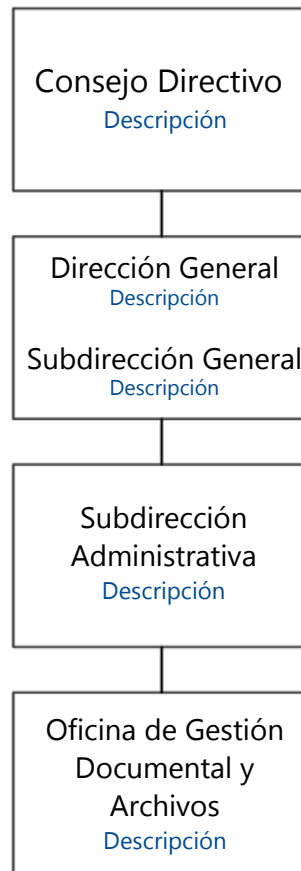 Consejo Directivo
Descripción
Dirección General
Descripción
Subdirección General
Descripción
Subdirección
Administrativa
Descripción
Oficina de Gestión
Documental y
Archivos
Descripción